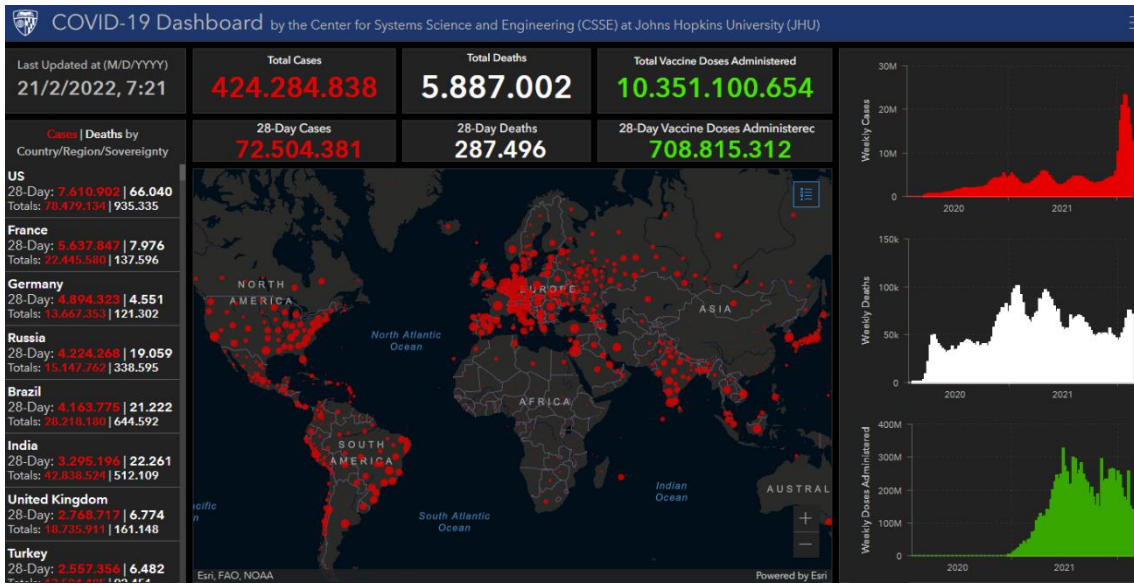 COVID-19 Dashboard by the Center for Systems Science and Engineering (CSSE) at Johns Hopkins University (JHU)
Last Updated at (M/D/YYYY)
21/2/2022, 7:21
Cases | Deaths by
Country/Region/Sovereignty
US
28-Day: 7.610.902 | 66.040
Totals: 78.479.134 | 935.335
France
28-Day: 5.637.847 | 7.976
Totals: 22.445.580 | 137.596
Germany
28-Day: 4.894.323 | 4.551
Totals: 13.667.353 | 121.302
Russia
28-Day: 4.224.268 | 19.059
Totals: 15.147.762 | 338.595
Brazil
28-Day: 4.163.775 | 21.222
Totals: 28.218.180 | 644.592
India
28-Day: 3.295.196 | 22.261
Totals: 42.838.524 | 512.109
United Kingdom
28-Day: 2.768.717 | 6.774
Totals: 18.735.911 | 161.148
Turkey
28-Day: 2.557.356 | 6.482
Total Cases
424.284.838
Total Deaths
5.887.002
Total Vaccine Doses Administered
10.351.100.654
28-Day Cases
72.504.381
28-Day Deaths
287.496
28-Day Vaccine Doses Administerec
708.815.312
NORTH
AMERICA
EUROPE
ASIA
North Atlantic
Ocean
AFRICA
SOUTH
AMERICA
Indian
Ocean
AUSTRAL
South Atlantic
Ocean
+
−
Esri, FAO, NOAA
Powered by Esri
Weekly Cases
30M
20M
10M
0
2020
2021
Weekly Deaths
150k
100k
50k
0
2020
2021
Weekly Doses Administered
400M
300M
200M
100M
0
2020
2021